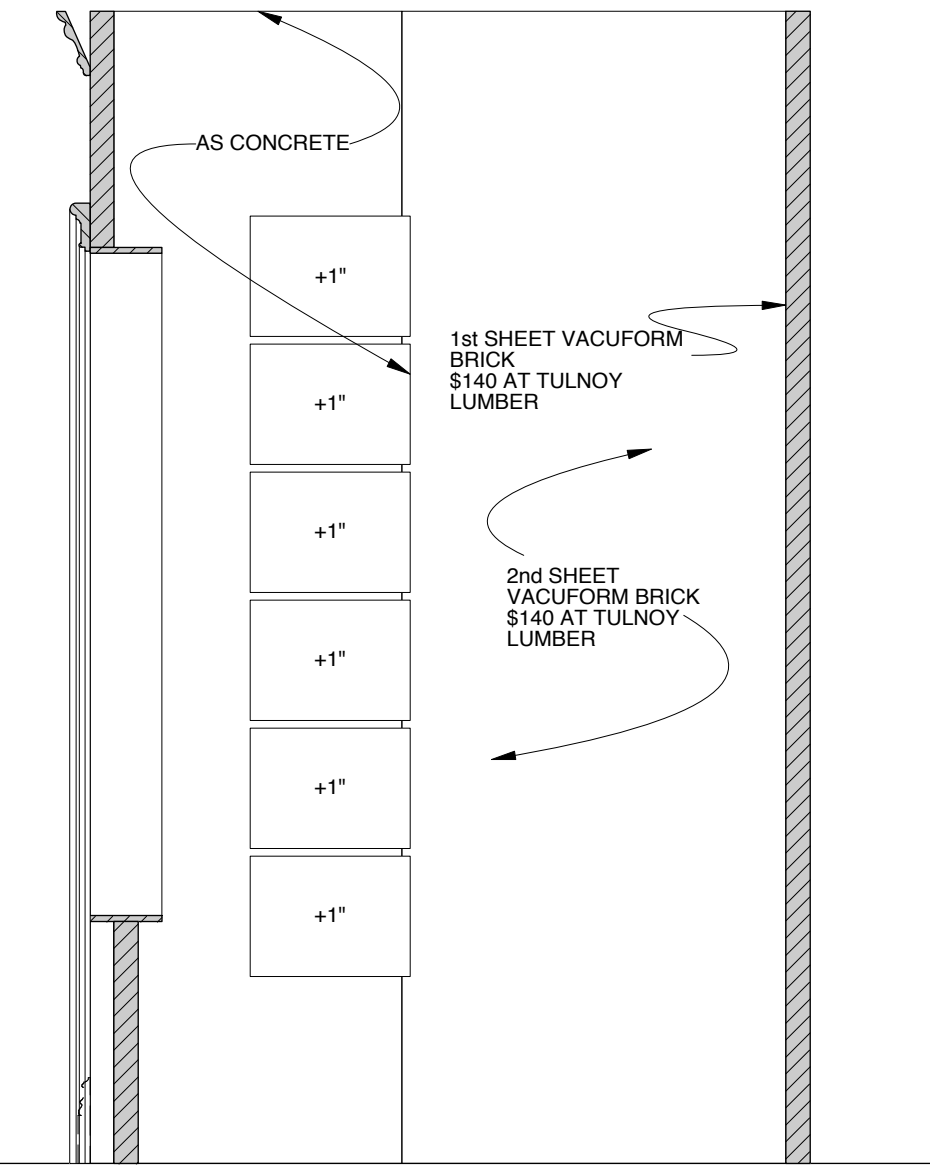 AS CONCRETE
+1"
1st SHEET VACUFORM
BRICK
$140 AT TULNOY
LUMBER
+1"
+1"
2nd SHEET
VACUFORM BRICK
$140 AT TULNOY
LUMBER
+1"
+1"
+1"